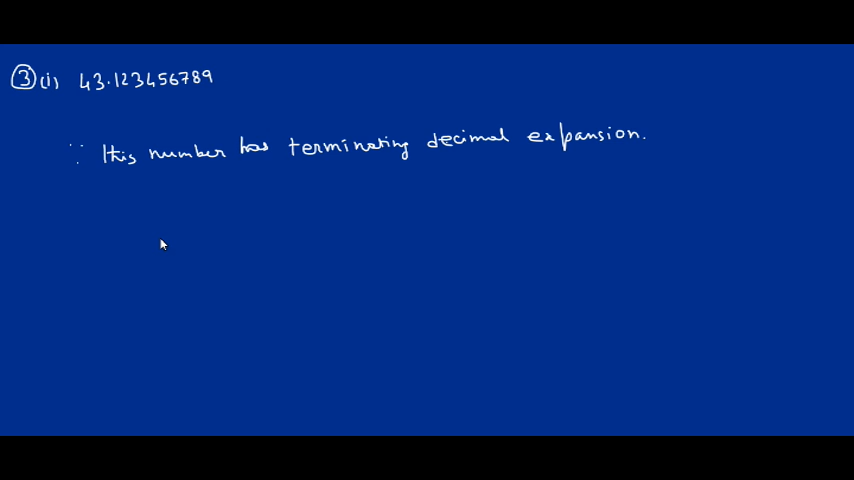 ③ (i) 43.123456789
∵ This number has terminating decimal expansion.